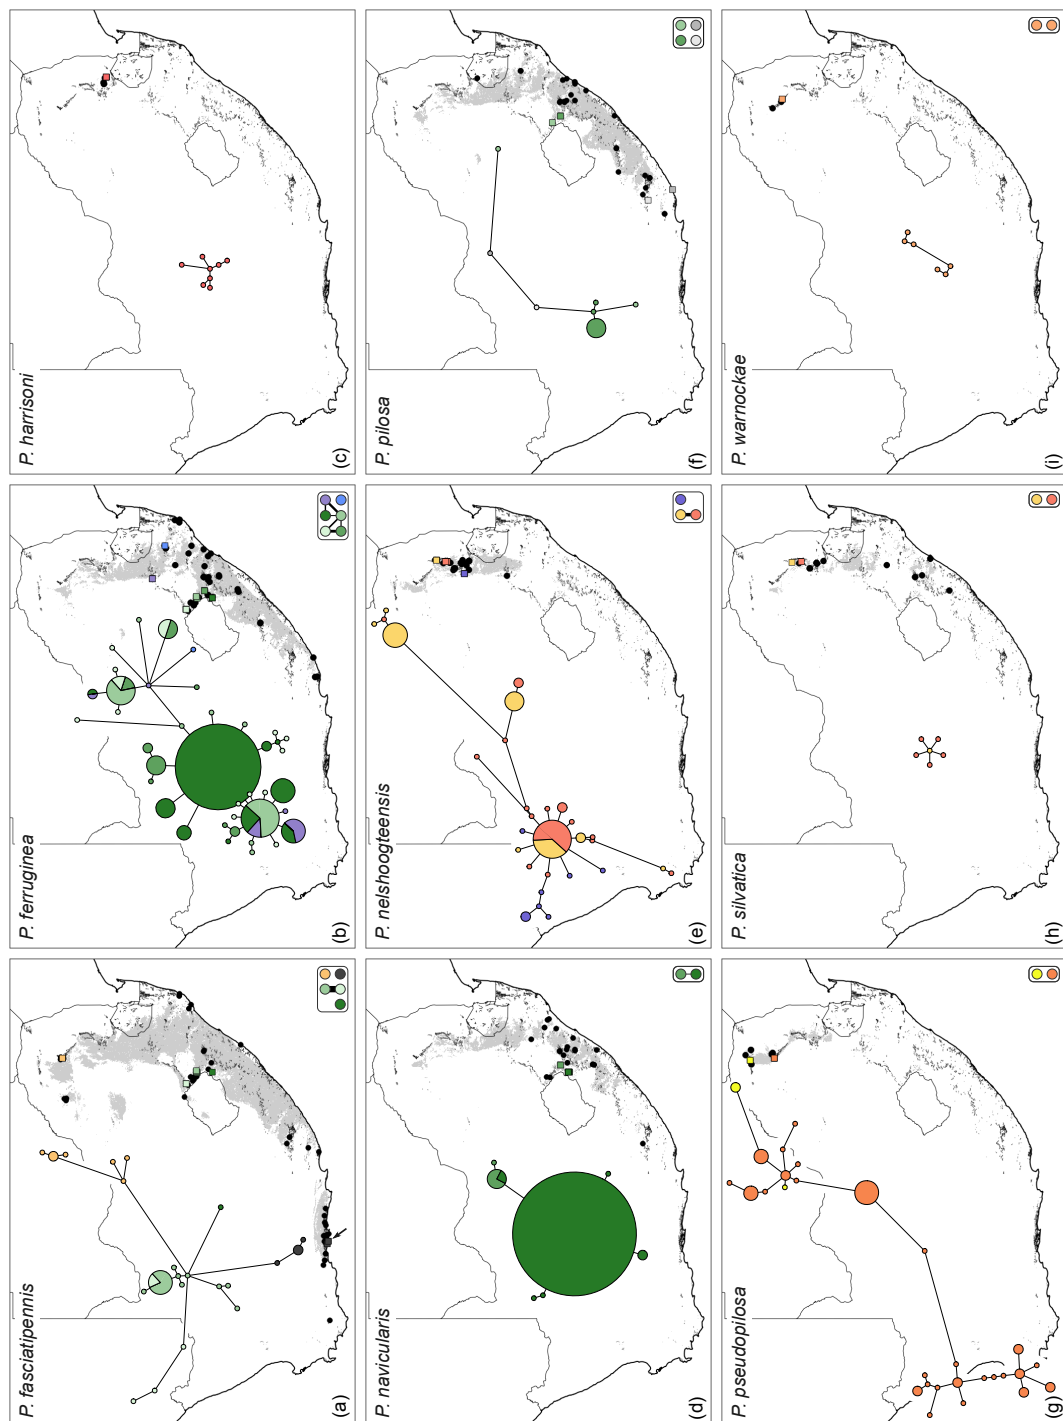 (a)
P. fasciatipennis
(b)
P. ferruginea
(c)
P. harrisoni
(d)
P. navicularis
(e)
P. nelshoogteensis
(f)
P. pilosa
(g)
P. pseudopilosa
(h)
P. silvatica
(i)
P. warnockae